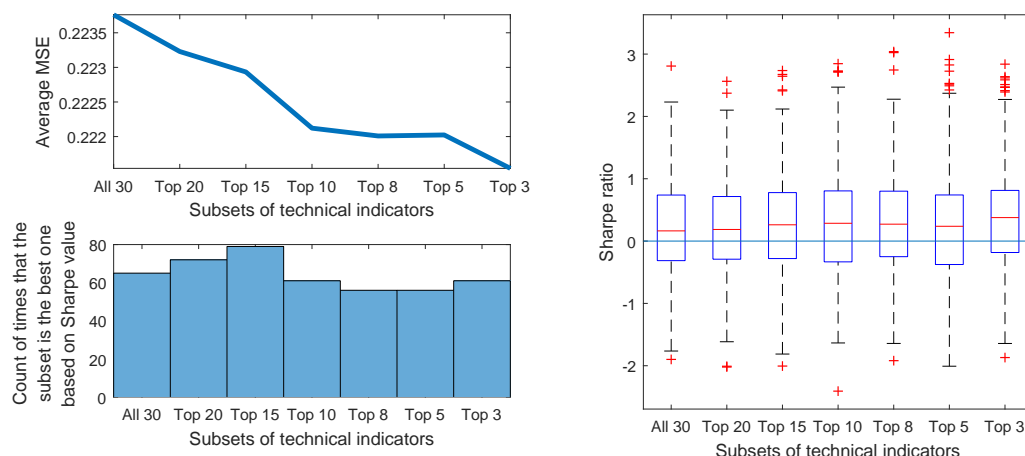 Average MSE
0.2235
0.223
0.2225
0.222
All 30 Top 20 Top 15 Top 10 Top 8 Top 5 Top 3
Subsets of technical indicators
Count of times that the
subset is the best one
based on Sharpe value
80
60
40
20
0
All 30 Top 20 Top 15 Top 10 Top 8 Top 5 Top 3
Subsets of technical indicators
Sharpe ratio
3
2
1
0
-1
-2
All 30 Top 20 Top 15 Top 10 Top 8 Top 5 Top 3
Subsets of technical indicators